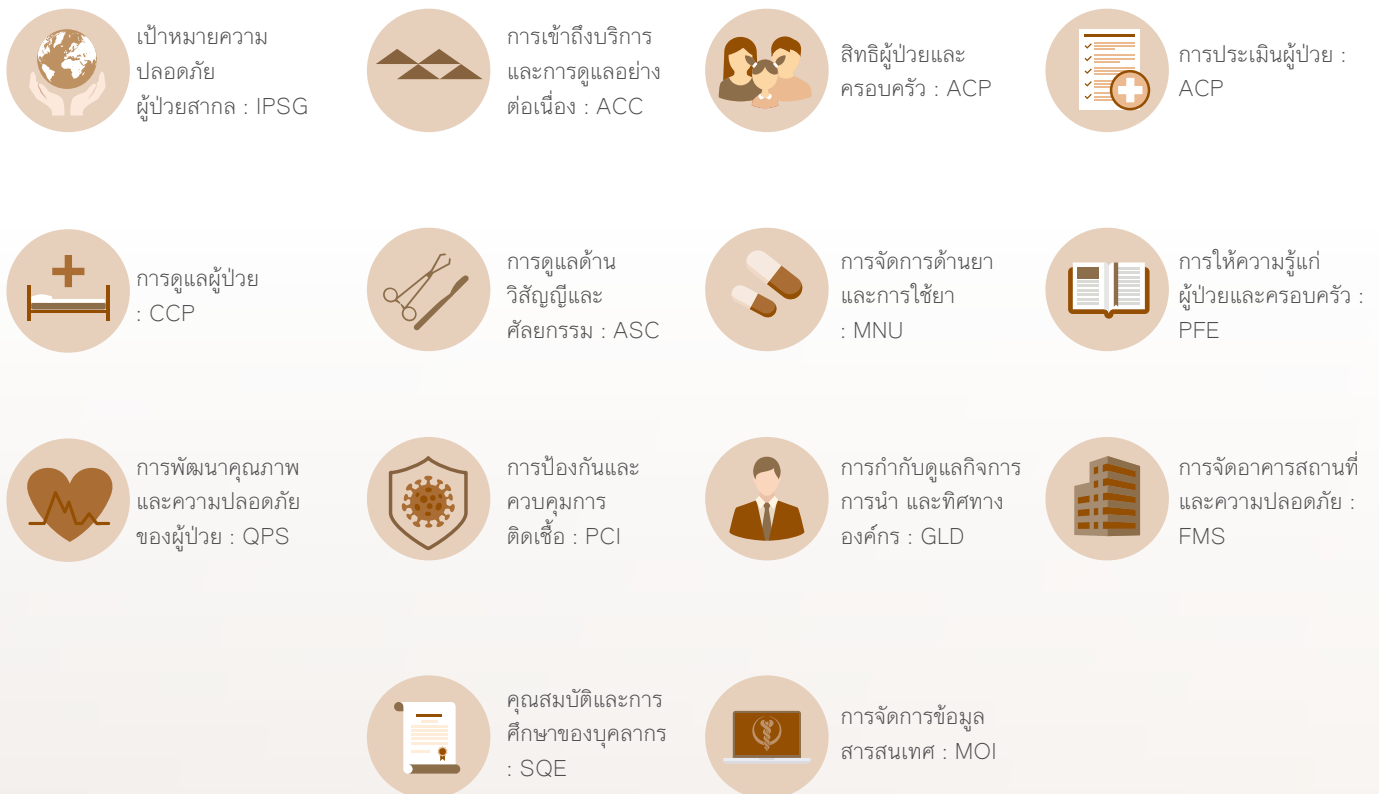 เป้าหมายความ
ปลอดภัย
ผู้ป่วยสากล : IPSG
การเข้าถึงบริการ
และการดูแลอย่าง
ต่อเนื่อง : ACC
สิทธิผู้ป่วยและ
ครอบครัว : ACP
การประเมินผู้ป่วย :
ACP
การดูแลผู้ป่วย
: CCP
การดูแลด้าน
วิสัญญีและ
ศัลยกรรม : ASC
การจัดการด้านยา
และการใช้ยา
: MNU
การให้ความรู้แก่
ผู้ป่วยและครอบครัว :
PFE
การพัฒนาคุณภาพ
และความปลอดภัย
ของผู้ป่วย : QPS
การป้องกันและ
ควบคุมการ
ติดเชื้อ : PCI
การกำกับดูแลกิจการ
การนำ และทิศทาง
องค์กร : GLD
การจัดอาคารสถานที่
และความปลอดภัย :
FMS
คุณสมบัติและการ
ศึกษาของบุคลากร
: SQE
การจัดการข้อมูล
สารสนเทศ : MOI